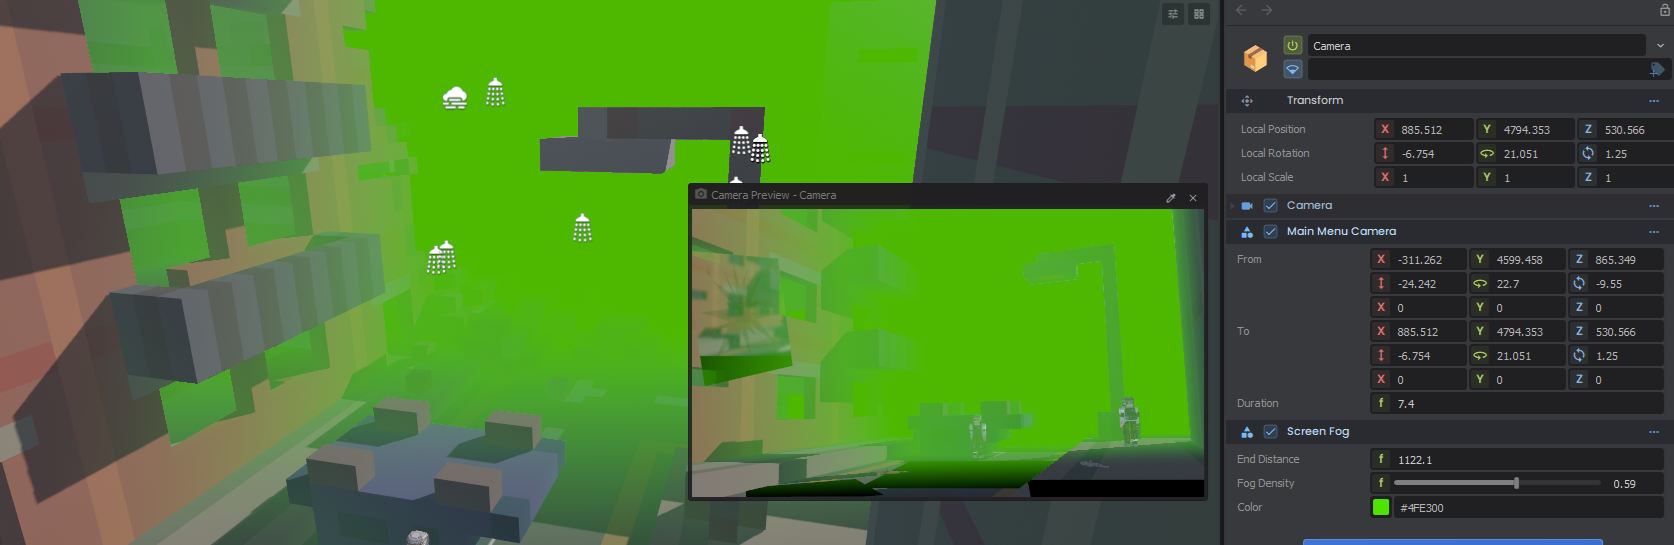 Camera
Transform
Local Position X 885.512 Y 4794.353 Z 530.566
Local Rotation -6.754 21.051 1.25
Local Scale X 1 Y 1 Z 1
Camera
Main Menu Camera
From X -311.262 Y 4599.458 Z 865.349
-24.242 22.7 -9.55
X 0 Y 0 Z 0
To X 885.512 Y 4794.353 Z 530.566
-6.754 21.051 1.25
X 0 Y 0 Z 0
Duration f 7.4
Screen Fog
End Distance f 1122.1
Fog Density f 0.59
Color #4FE300
Camera Preview - Camera